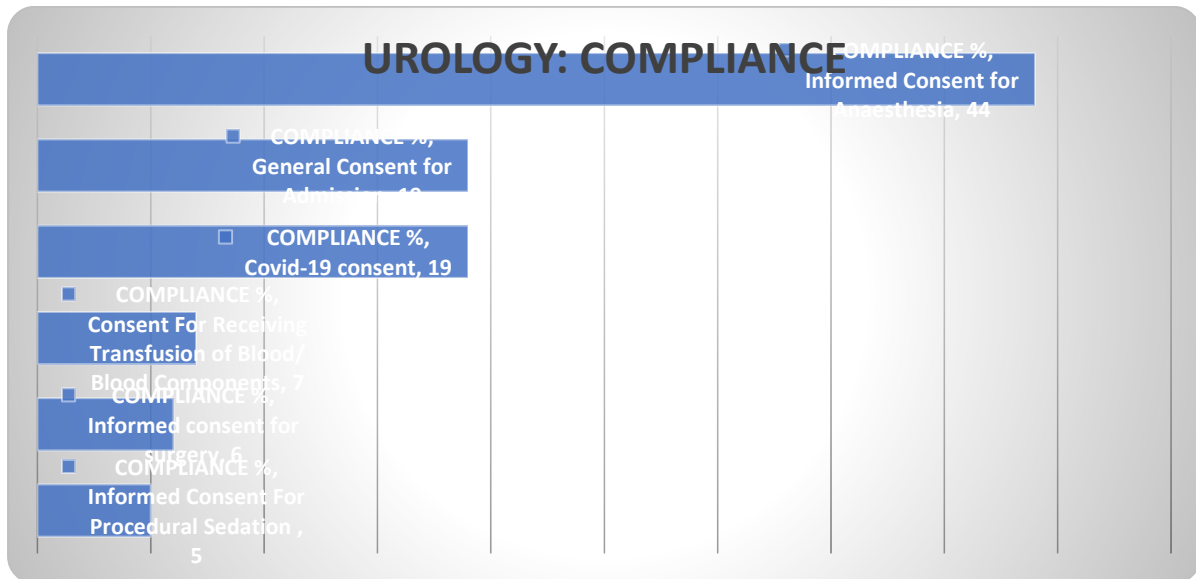 UROLOGY: COMPLIANCE
COMPLIANCE %,
Informed Consent for
Anaesthesia, 44
COMPLIANCE %,
General Consent for
Admission, 19
COMPLIANCE %,
Covid-19 consent, 19
COMPLIANCE %,
Consent For Receiving
Transfusion of Blood/
Blood Components, 7
COMPLIANCE %,
Informed consent for
surgery, 6
COMPLIANCE %,
Informed Consent For
Procedural Sedation ,
5